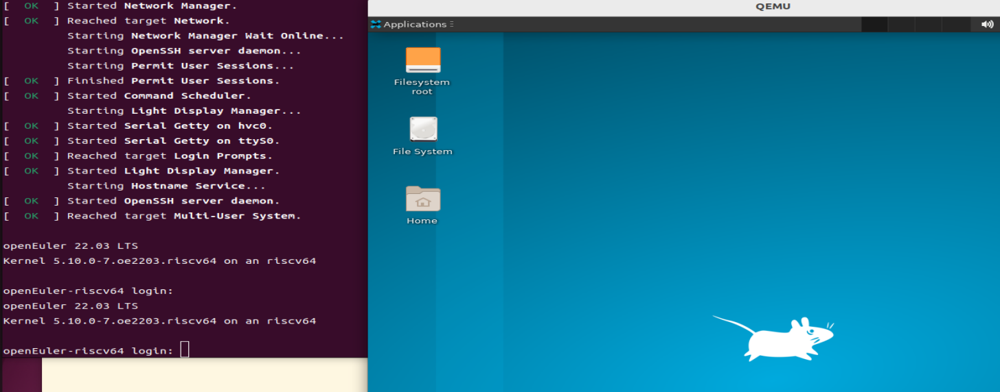 [  OK  ] Started Network Manager.
[  OK  ] Reached target Network.
         Starting Network Manager Wait Online...
         Starting OpenSSH server daemon...
         Starting Permit User Sessions...
[  OK  ] Finished Permit User Sessions.
[  OK  ] Started Command Scheduler.
         Starting Light Display Manager...
[  OK  ] Started Serial Getty on hvc0.
[  OK  ] Started Serial Getty on ttyS0.
[  OK  ] Reached target Login Prompts.
[  OK  ] Started Light Display Manager.
         Starting Hostname Service...
[  OK  ] Started OpenSSH server daemon.
[  OK  ] Reached target Multi-User System.
openEuler 22.03 LTS
Kernel 5.10.0-7.oe2203.riscv64 on an riscv64
openEuler-riscv64 login:
openEuler 22.03 LTS
Kernel 5.10.0-7.oe2203.riscv64 on an riscv64
openEuler-riscv64 login:
QEMU
Applications
Filesystem
root
File System
Home